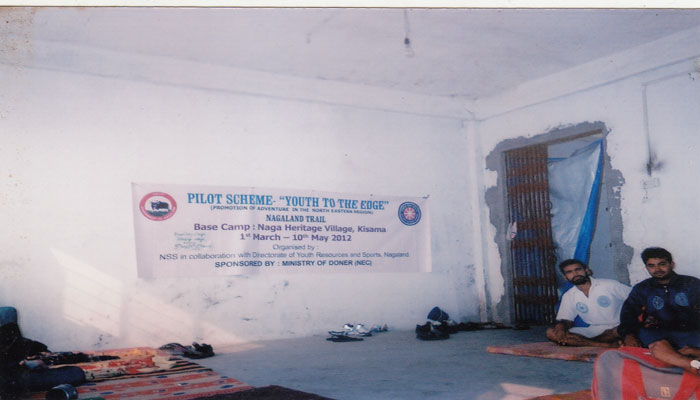 PILOT SCHEME- "YOUTH TO THE EDGE"
(PROMOTION OF ADVENTURE IN THE NORTH EASTERN REGION)
NAGALAND TRAIL
Base Camp : Naga Heritage Village, Kisama
1st March – 10th May 2012
Organised by :
NSS in collaboration with Directorate of Youth Resources and Sports, Nagaland.
SPONSORED BY : MINISTRY OF DONER (NEC)